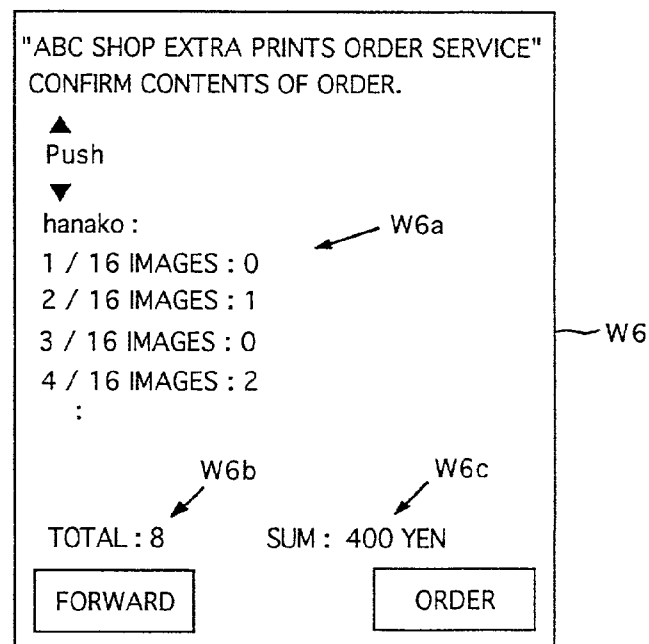 "ABC SHOP EXTRA PRINTS ORDER SERVICE"
CONFIRM CONTENTS OF ORDER.
▲
Push
▼
hanako :
W6a
1 / 16 IMAGES : 0
2 / 16 IMAGES : 1
3 / 16 IMAGES : 0
W6
4 / 16 IMAGES : 2
:
W6b W6c
TOTAL : 8 SUM : 400 YEN
FORWARD ORDER